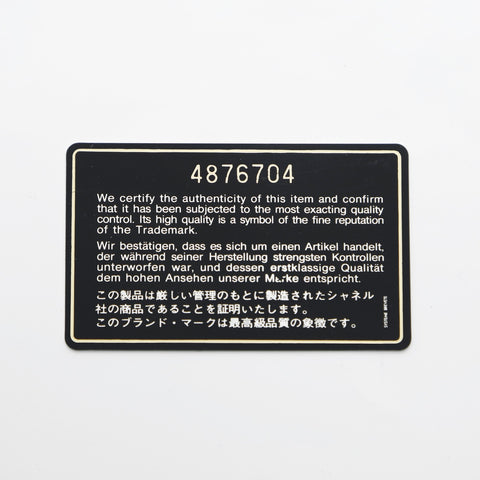 4876704
We certify the authenticity of this item and confirm
that it has been subjected to the most exacting quality
control. Its high quality is a symbol of the fine reputation
of the Trademark.
Wir bestätigen, dass es sich um einen Artikel handelt,
der während seiner Herstellung strengsten Kontrollen
unterworfen war, und dessen erstklassige Qualität
dem hohen Ansehen unserer Marke entspricht.
この製品は厳しい管理のもとに製造されたシャネル
社の商品であることを証明いたします。
このブランド・マークは最高級品質の象徴です。